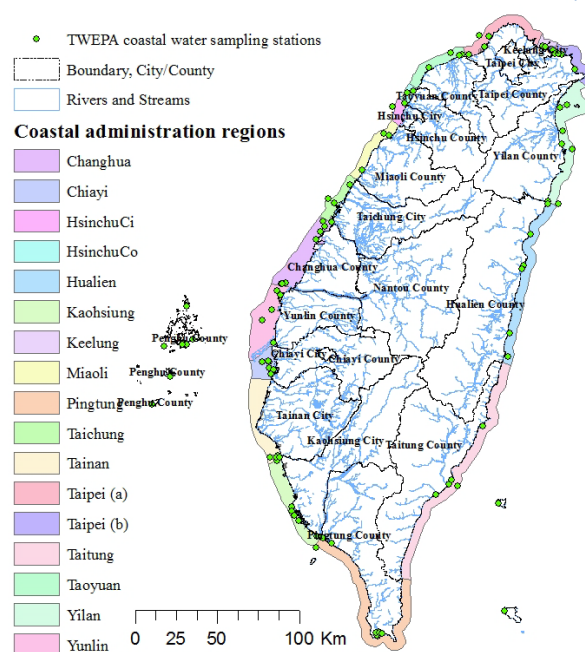 TWEPA coastal water sampling stations
Boundary, City/County
Rivers and Streams
Coastal administration regions
Changhua
Chiayi
HsinchuCi
HsinchuCo
Hualien
Kaohsiung
Keelung
Miaoli
Pingtung
Taichung
Tainan
Taipei (a)
Taipei (b)
Taitung
Taoyuan
Yilan
Yunlin
Keelung City
Taipei City
Taoyuan County
Taipei County
Hsinchu City
Hsinchu County
Yilan County
Miaoli County
Taichung City
Changhua County
Nantou County
Hualien County
Yunlin County
Penghu County
Chiayi City
Chiayi County
Penghu County
Penghu County
Tainan City
Kaohsiung City
Taitung County
Pingtung County
0 25 50 100 Km